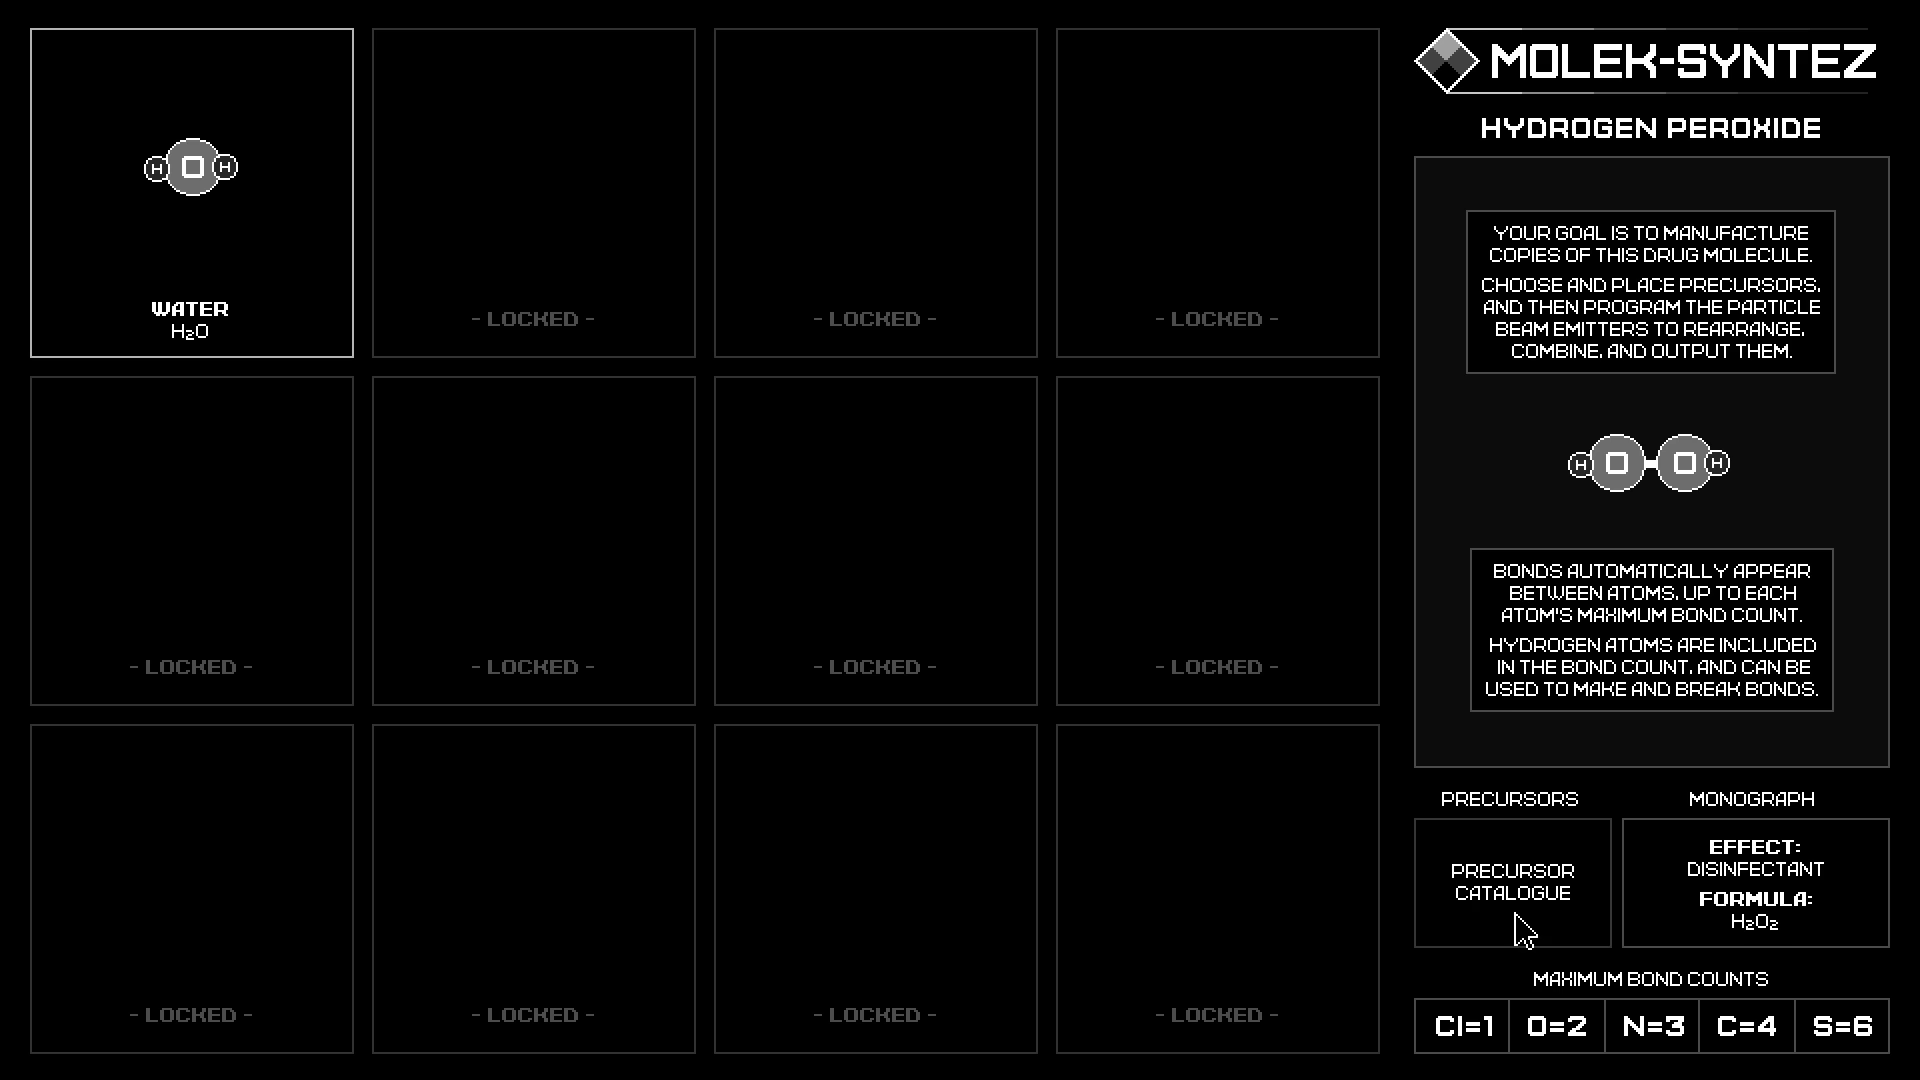 H O H
WATER
H₂O
- LOCKED -
- LOCKED -
- LOCKED -
- LOCKED -
- LOCKED -
- LOCKED -
- LOCKED -
- LOCKED -
- LOCKED -
- LOCKED -
- LOCKED -
MOLEK-SYNTEZ
HYDROGEN PEROXIDE
YOUR GOAL IS TO MANUFACTURE
COPIES OF THIS DRUG MOLECULE.
CHOOSE AND PLACE PRECURSORS,
AND THEN PROGRAM THE PARTICLE
BEAM EMITTERS TO REARRANGE,
COMBINE, AND OUTPUT THEM.
H O O H
BONDS AUTOMATICALLY APPEAR
BETWEEN ATOMS, UP TO EACH
ATOM'S MAXIMUM BOND COUNT.
HYDROGEN ATOMS ARE INCLUDED
IN THE BOND COUNT, AND CAN BE
USED TO MAKE AND BREAK BONDS.
PRECURSORS
PRECURSOR
CATALOGUE
MONOGRAPH
EFFECT:
DISINFECTANT
FORMULA:
H₂O₂
MAXIMUM BOND COUNTS
Cl=1 O=2 N=3 C=4 S=6